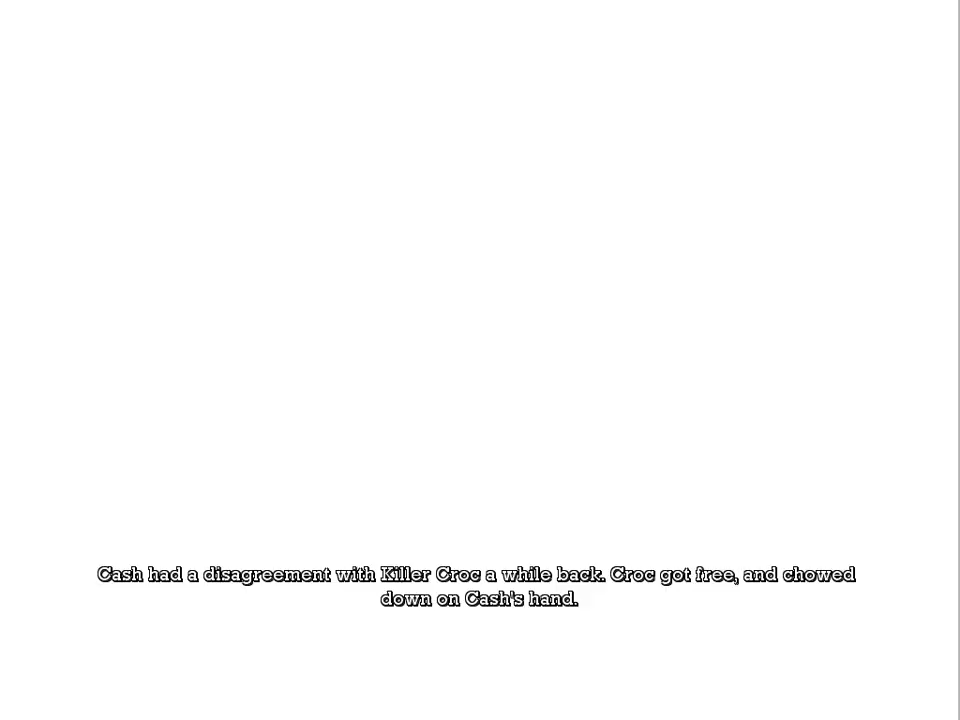 Cash had a disagreement with Killer Croc a while back. Croc got free, and chowed
down on Cash's hand.